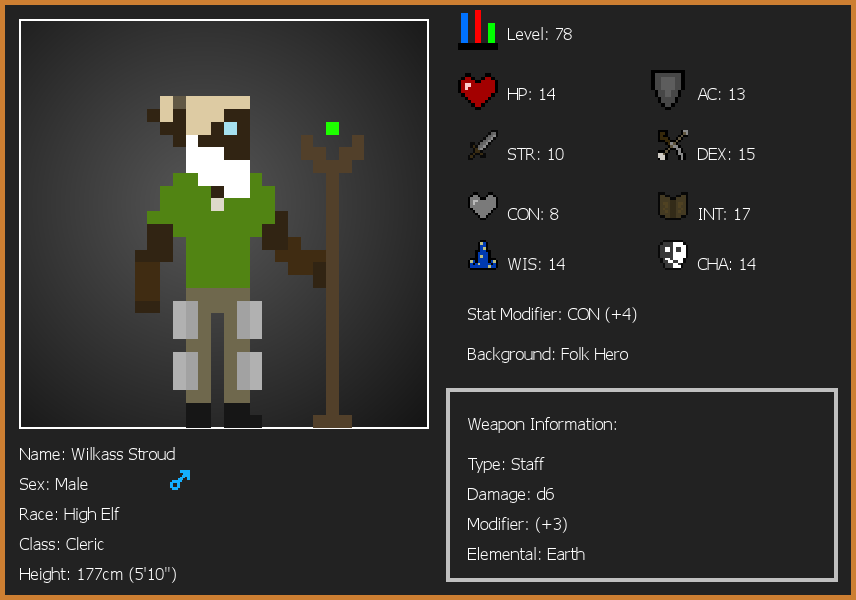 Level: 78
HP: 14
AC: 13
STR: 10
DEX: 15
CON: 8
INT: 17
WIS: 14
CHA: 14
Stat Modifier: CON (+4)
Background: Folk Hero
Weapon Information:
Type: Staff
Damage: d6
Modifier: (+3)
Elemental: Earth
Name: Wilkass Stroud
Sex: Male
Race: High Elf
Class: Cleric
Height: 177cm (5'10")